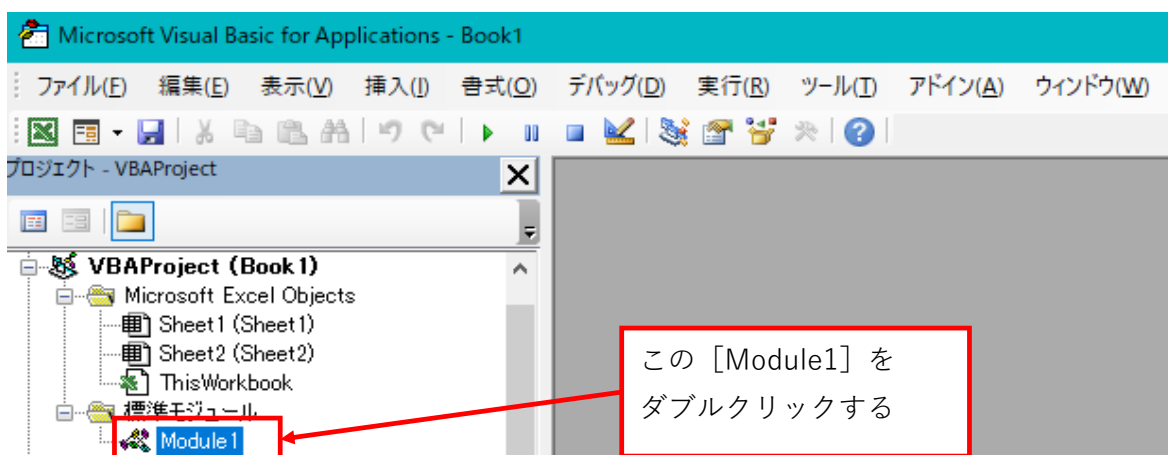 Microsoft Visual Basic for Applications - Book1
ファイル(F) 編集(E) 表示(V) 挿入(I) 書式(O) デバッグ(D) 実行(R) ツール(T) アドイン(A) ウィンドウ(W)
プロジェクト - VBAProject
VBAProject (Book1)
Microsoft Excel Objects
Sheet1 (Sheet1)
Sheet2 (Sheet2)
ThisWorkbook
標準モジュール
Module1
この［Module1］を
ダブルクリックする